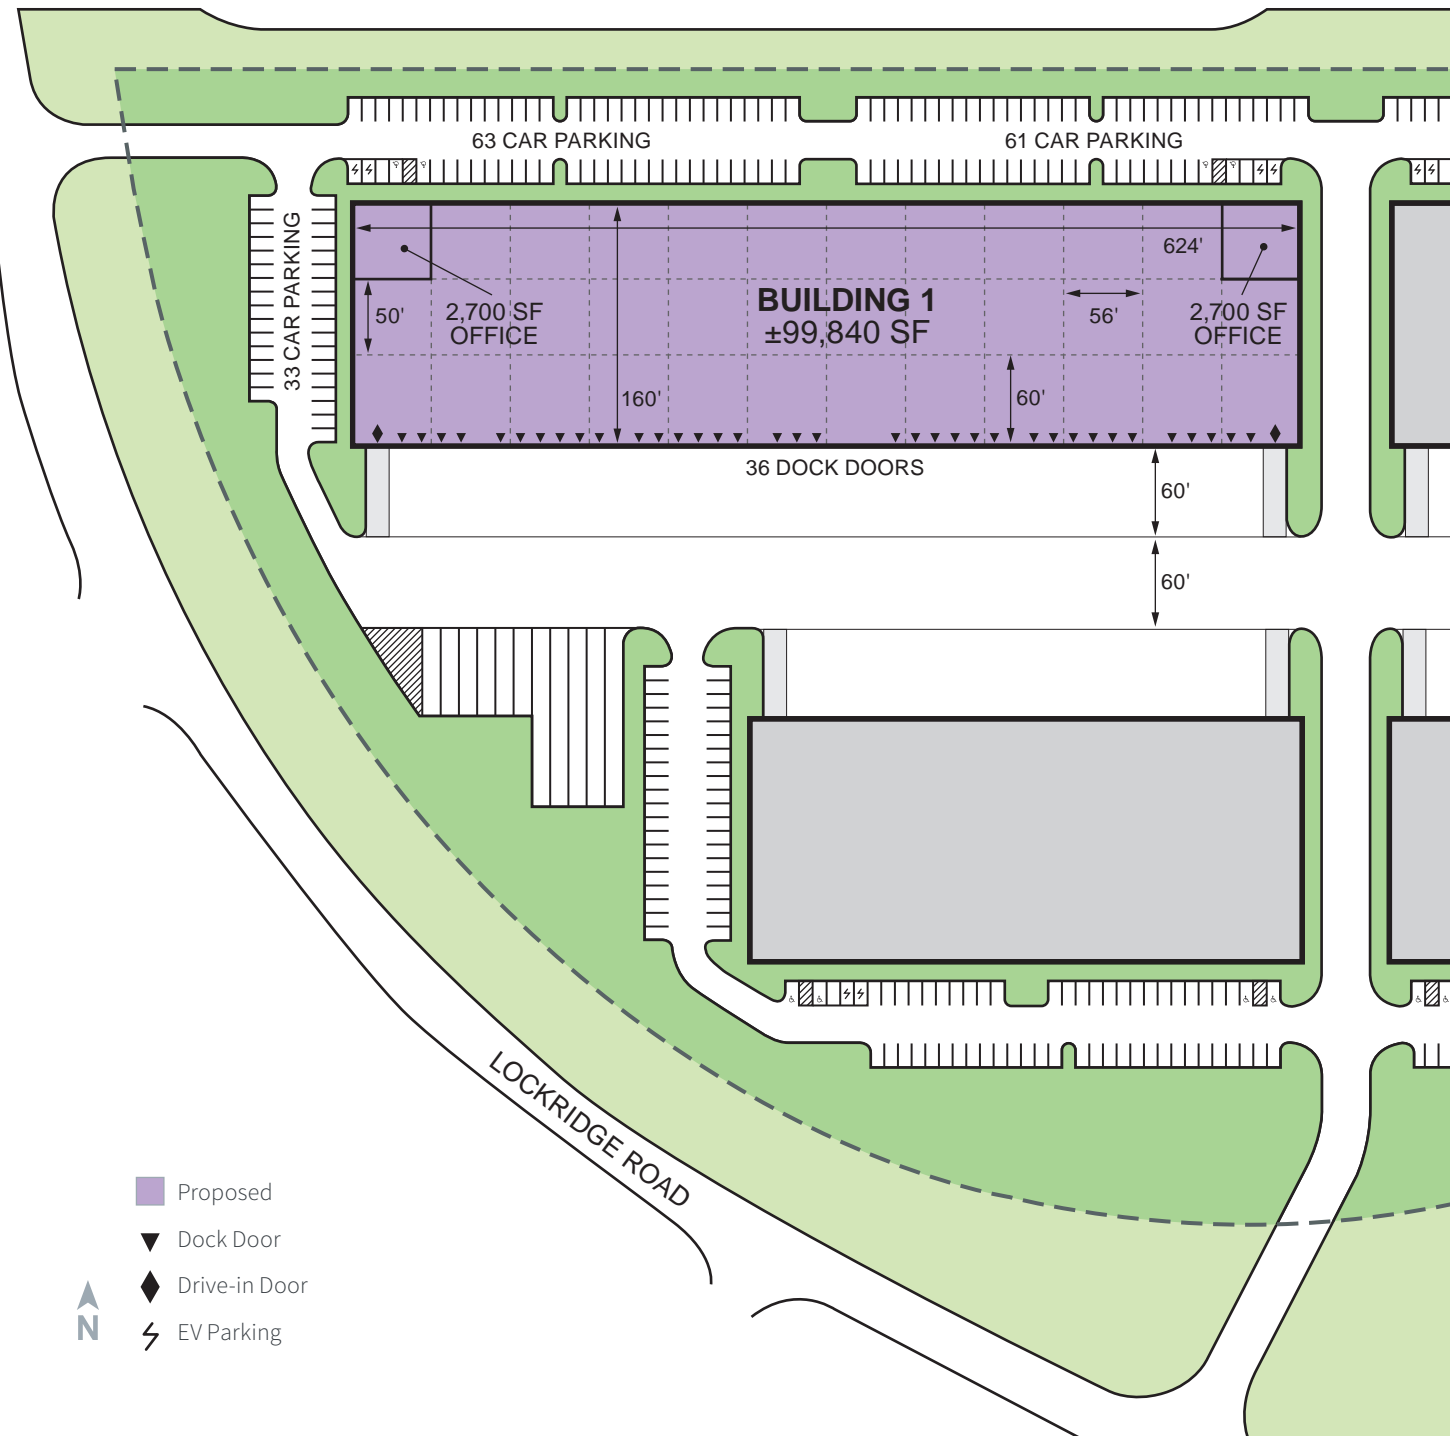 63 CAR PARKING
61 CAR PARKING
33 CAR PARKING
624'
50'
2,700 SF
OFFICE
BUILDING 1
±99,840 SF
56'
2,700 SF
OFFICE
160'
60'
36 DOCK DOORS
60'
60'
LOCKRIDGE ROAD
Proposed
Dock Door
Drive-in Door
EV Parking
N